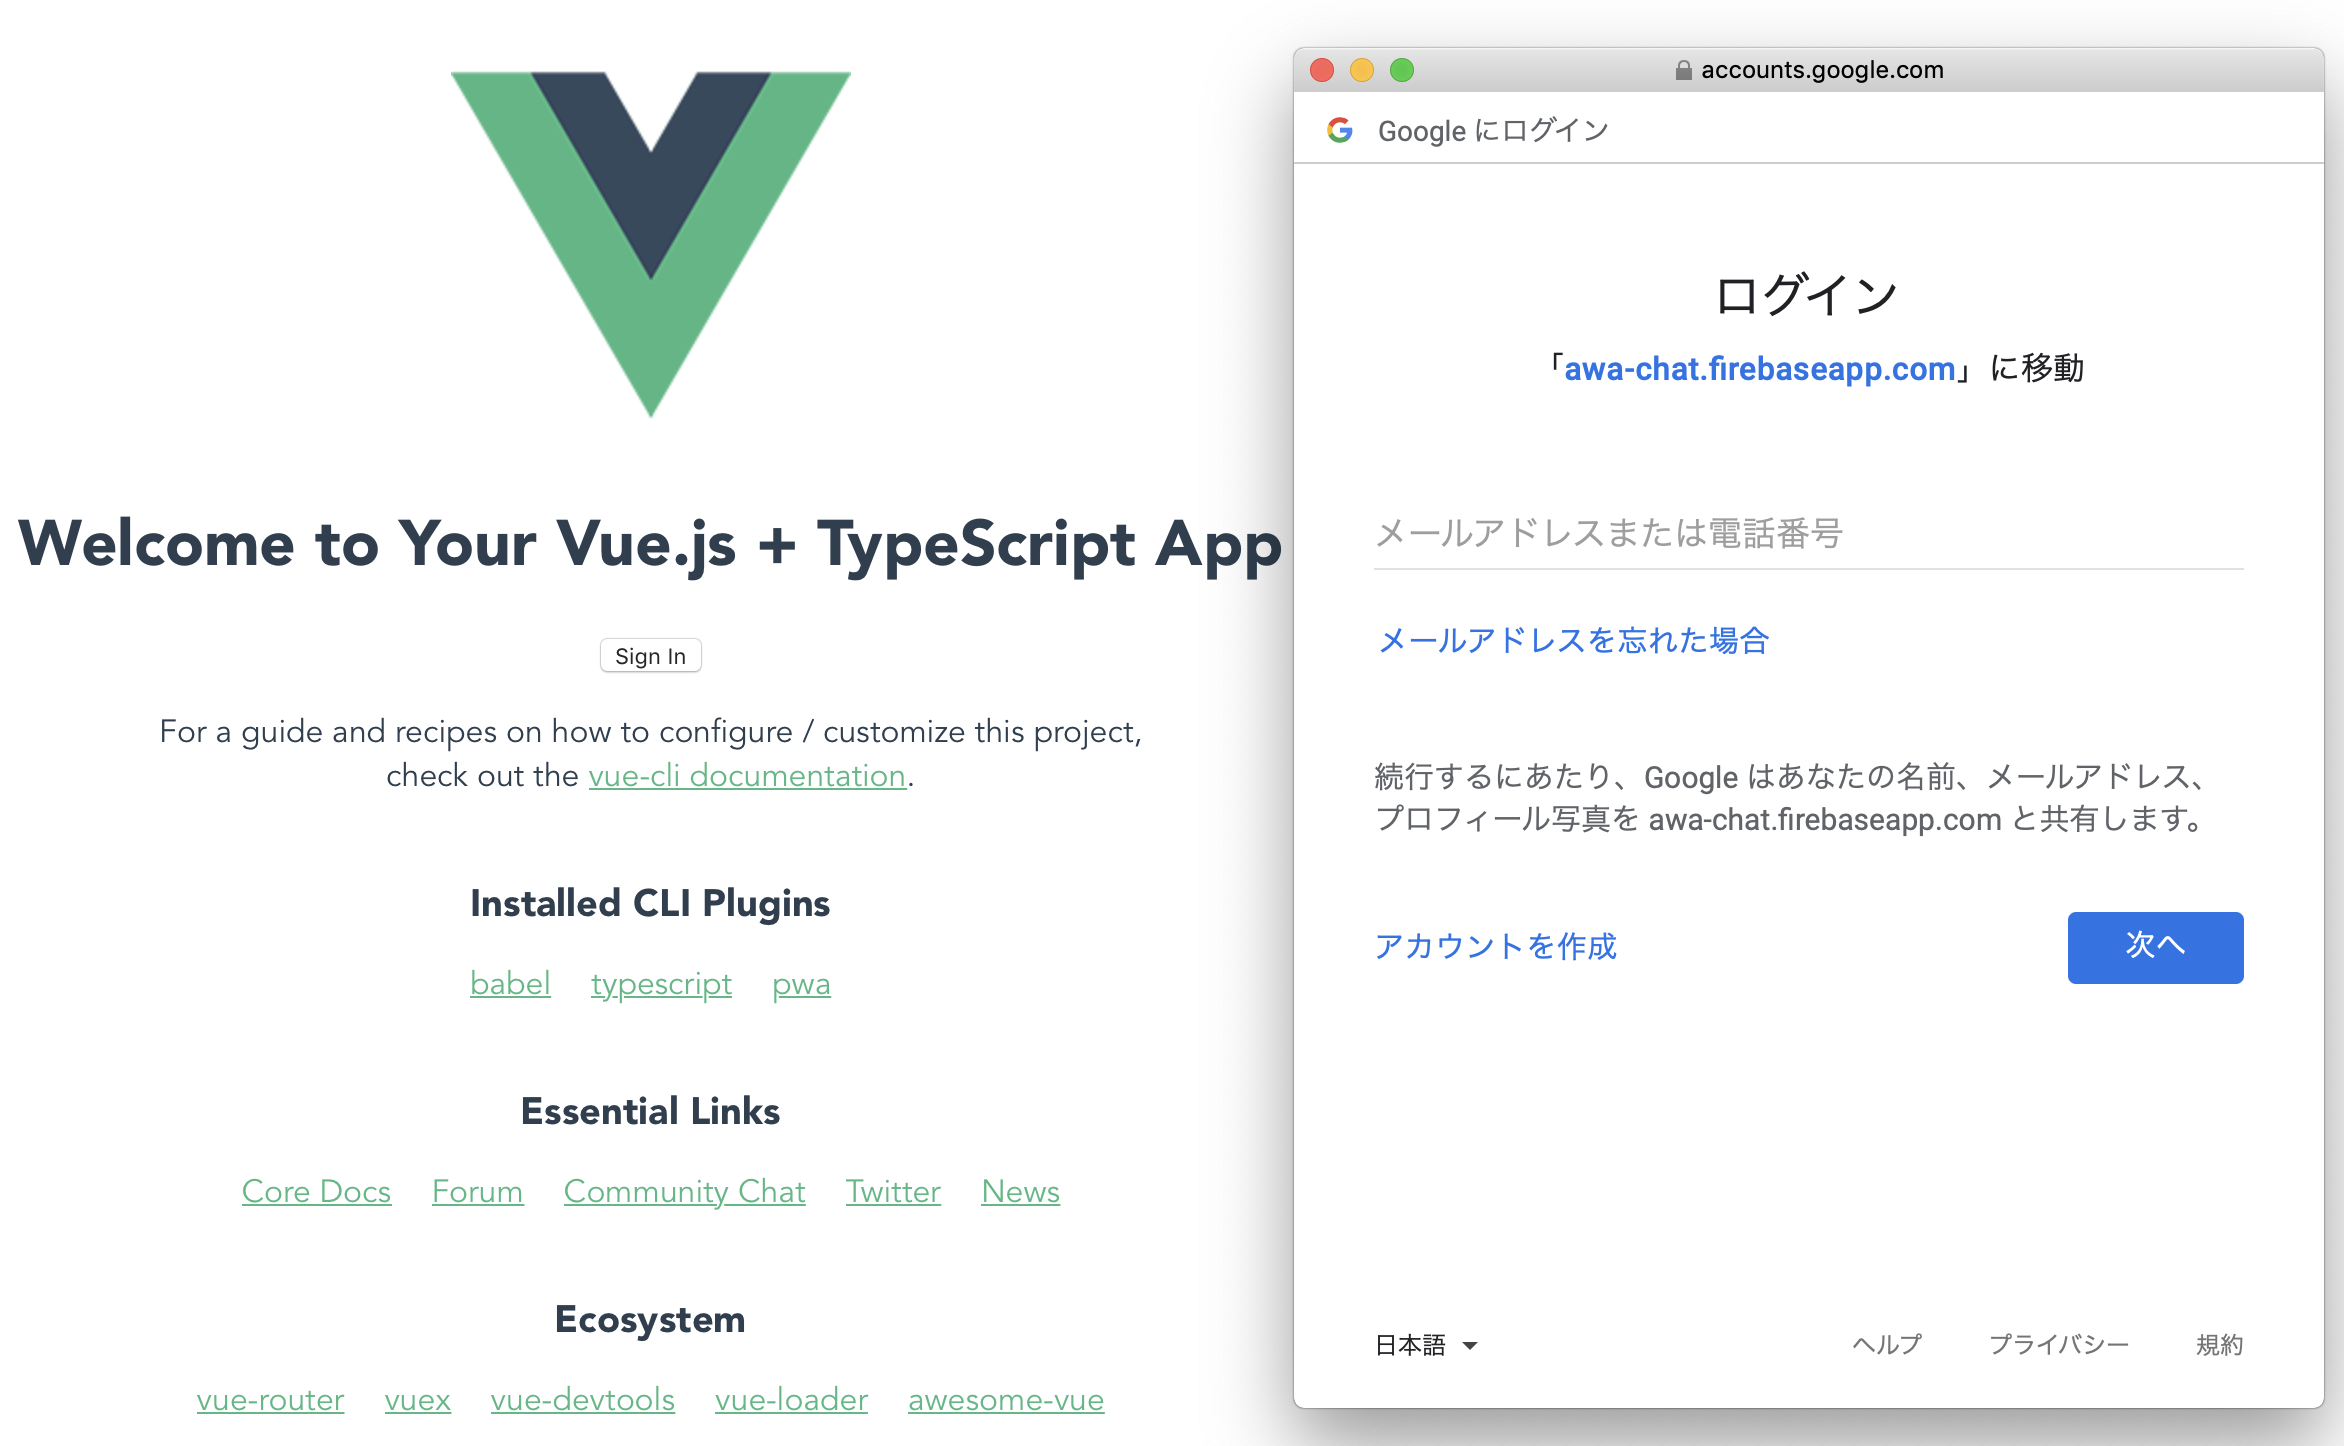 Welcome to Your Vue.js + TypeScript App
Sign In
For a guide and recipes on how to configure / customize this project,
check out the vue-cli documentation.
Installed CLI Plugins
babel typescript pwa
Essential Links
Core Docs Forum Community Chat Twitter News
Ecosystem
vue-router vuex vue-devtools vue-loader awesome-vue
accounts.google.com
Google にログイン
ログイン
「awa-chat.firebaseapp.com」に移動
メールアドレスまたは電話番号
メールアドレスを忘れた場合
続行するにあたり、Google はあなたの名前、メールアドレス、
プロフィール写真を awa-chat.firebaseapp.com と共有します。
アカウントを作成 次へ
日本語 ヘルプ プライバシー 規約